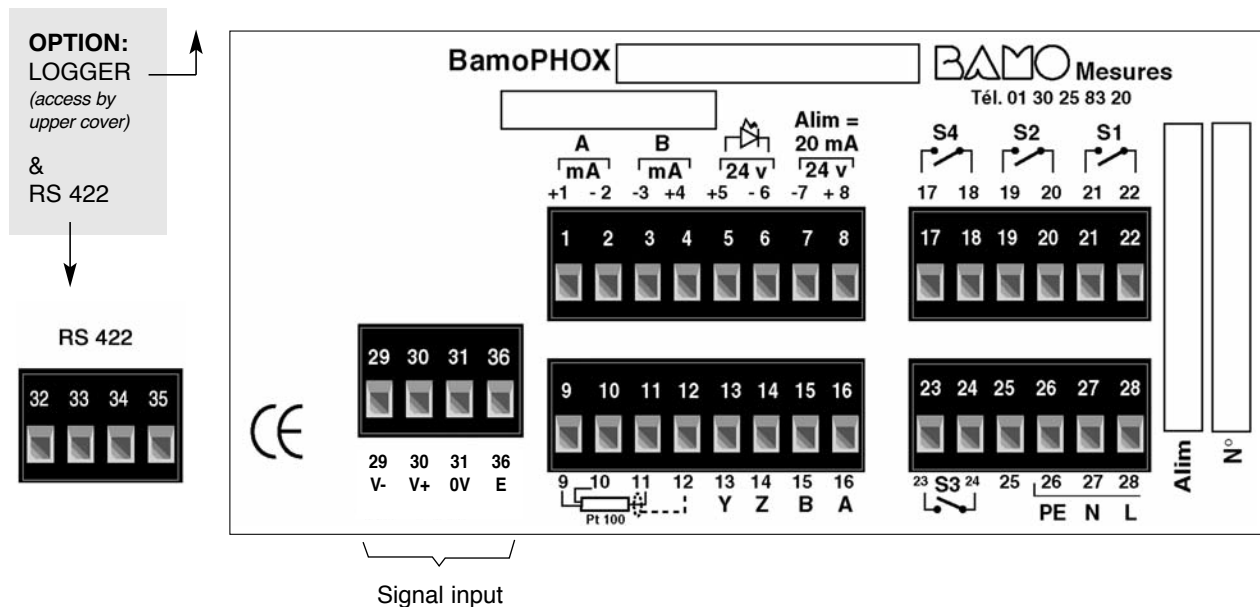 OPTION:
LOGGER
(access by
upper cover)
&
RS 422
RS 422
32 33 34 35
BamoPHOX
BAMO Mesures
Tél. 01 30 25 83 20
A B
mA mA 24 v
Alim =
20 mA
24 v
+1 - 2 -3 +4 +5 - 6 -7 + 8
1 2 3 4 5 6 7 8
S4 S2 S1
17 18 19 20 21 22
17 18 19 20 21 22
29 30 31 36
29 30 31 36
V- V+ 0V E
9 10 11 12 13 14 15 16
9 10 11 12 13 14 15 16
Pt 100
Y Z B A
23 24 25 26 27 28
23 S3 24 25 26 27 28
PE N L
Alim
N°
CE
Signal input